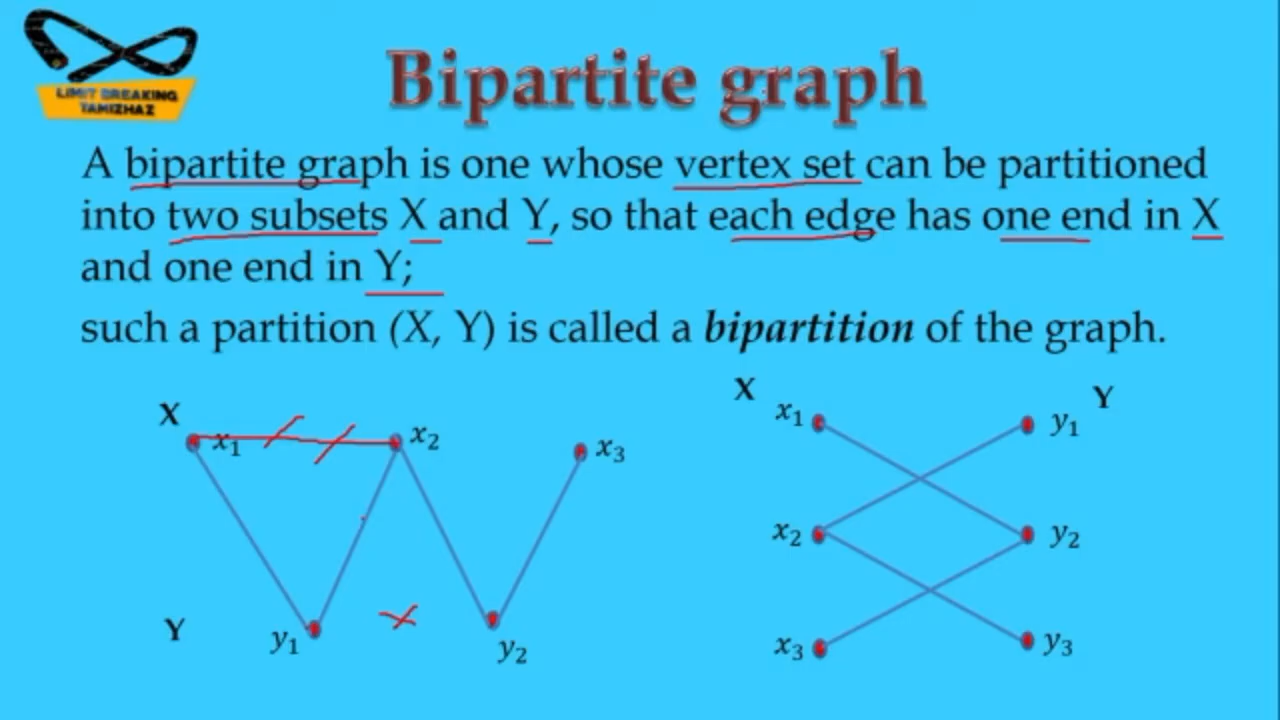 LIMIT BREAKING
TAMIZHAZ
Bipartite graph
A bipartite graph is one whose vertex set can be partitioned
into two subsets X and Y, so that each edge has one end in X
and one end in Y;
such a partition (X, Y) is called a bipartition of the graph.
X
x₁
x₂
x₃
Y
y₁
y₂
X
Y
x₁
y₁
x₂
y₂
x₃
y₃